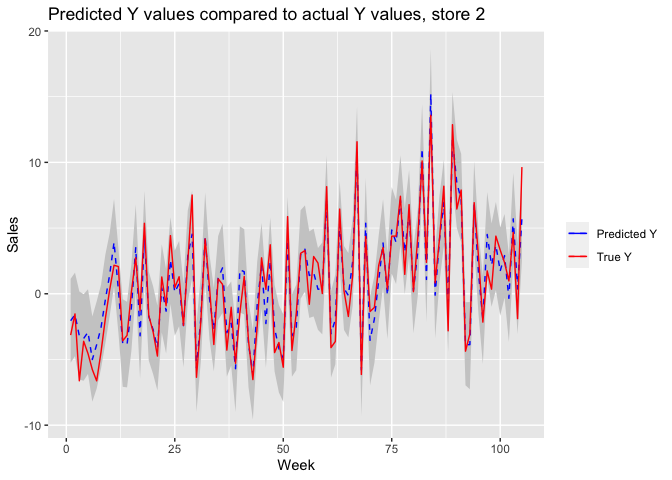 Predicted Y values compared to actual Y values, store 2
20
10
0
-10
Sales
0 25 50 75 100
Week
Predicted Y
True Y